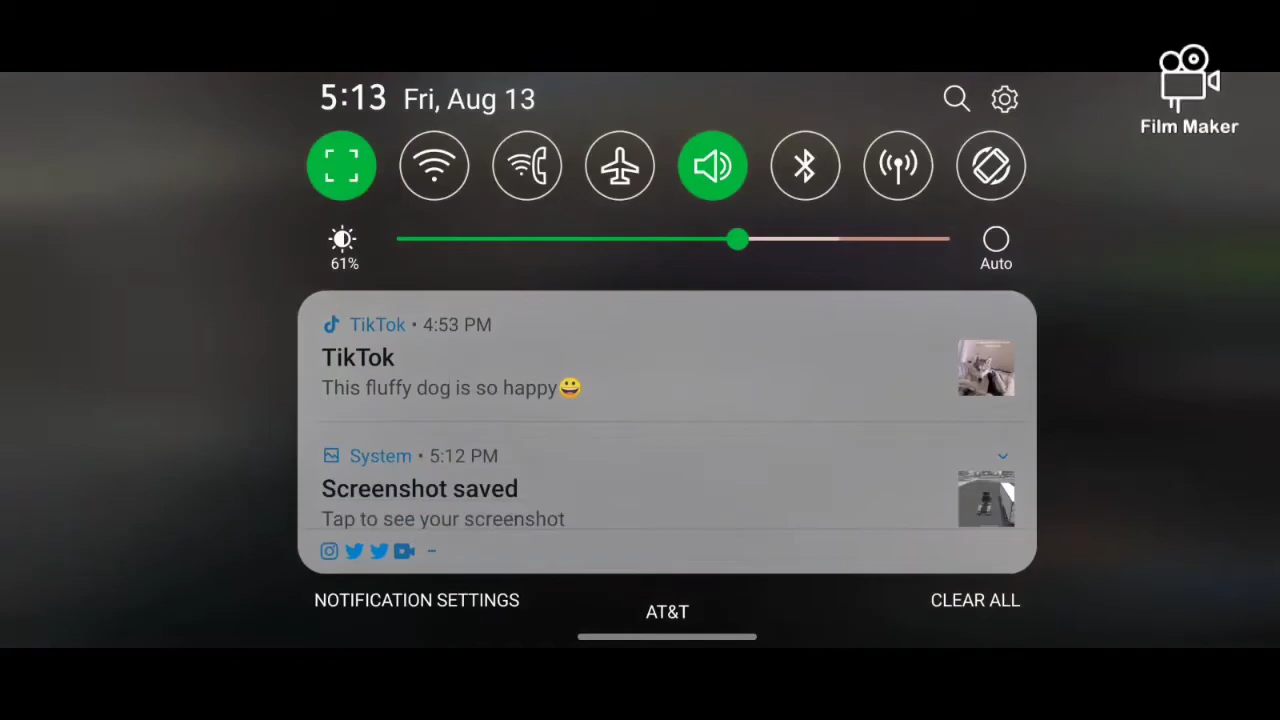 5:13 Fri, Aug 13
Film Maker
61%
Auto
TikTok • 4:53 PM
TikTok
This fluffy dog is so happy😀
System • 5:12 PM
Screenshot saved
Tap to see your screenshot
NOTIFICATION SETTINGS
AT&T
CLEAR ALL